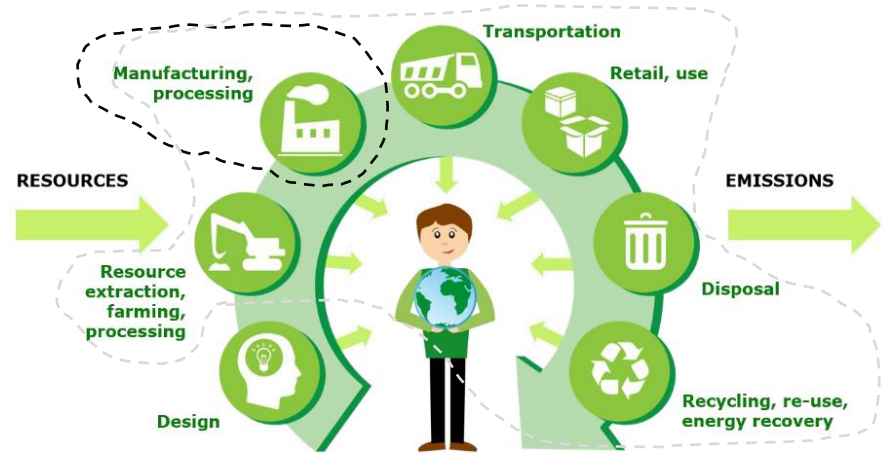 Transportation
Manufacturing,
processing
Retail, use
RESOURCES
EMISSIONS
Resource
extraction,
farming,
processing
Disposal
Design
Recycling, re-use,
energy recovery